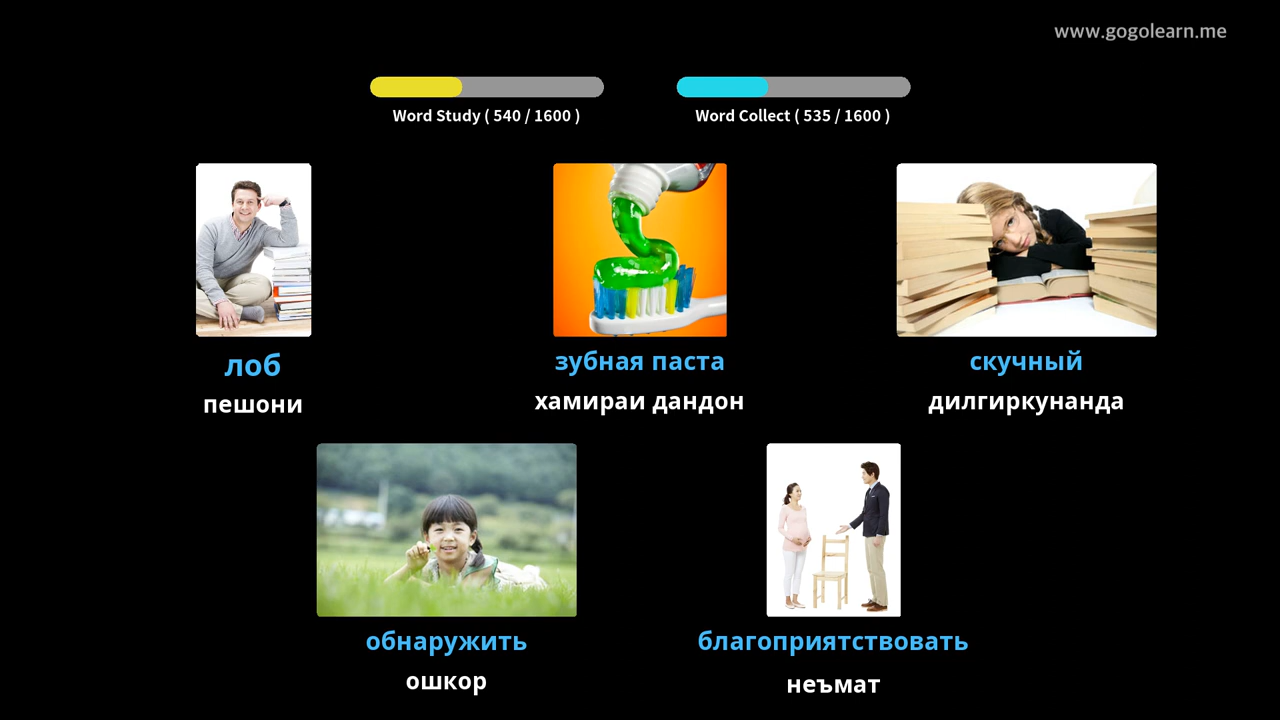 www.gogolearn.me
Word Study ( 540 / 1600 )
Word Collect ( 535 / 1600 )
лоб
пешони
зубная паста
хамираи дандон
скучный
дилгиркунанда
обнаружить
ошкор
благоприятствовать
неъмат